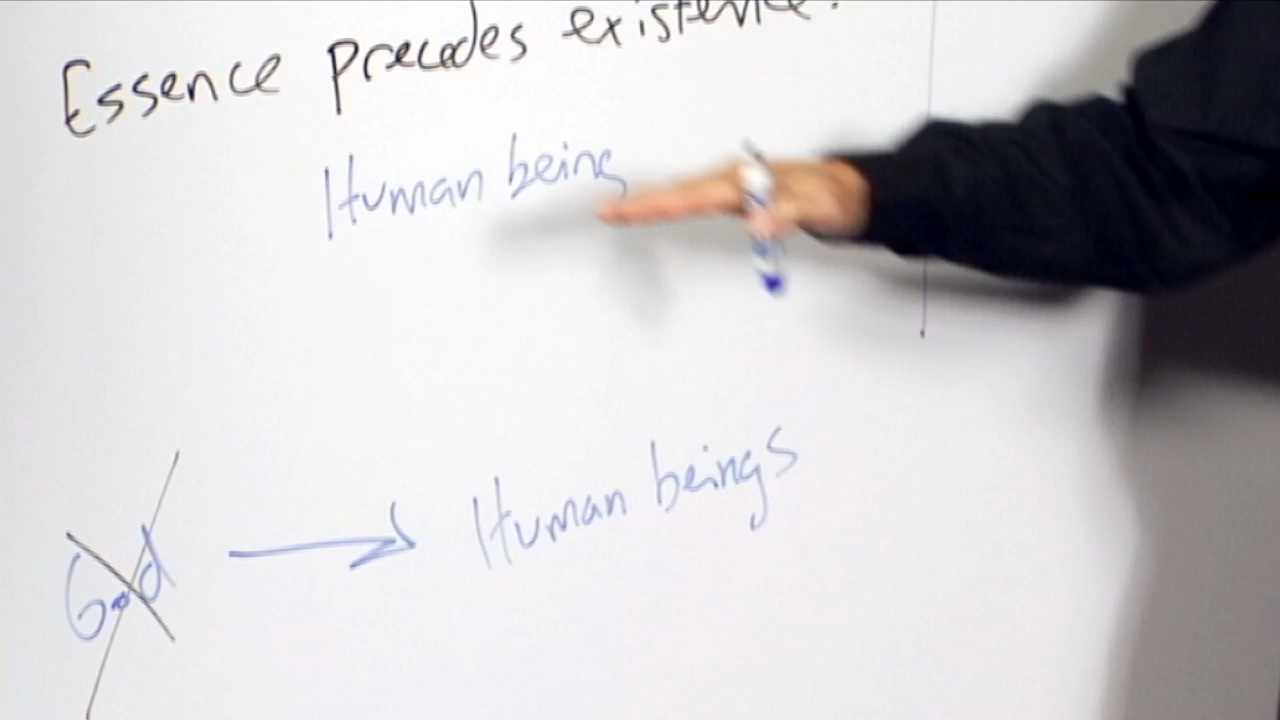 Essence precedes existence.
Human being
God → Human beings